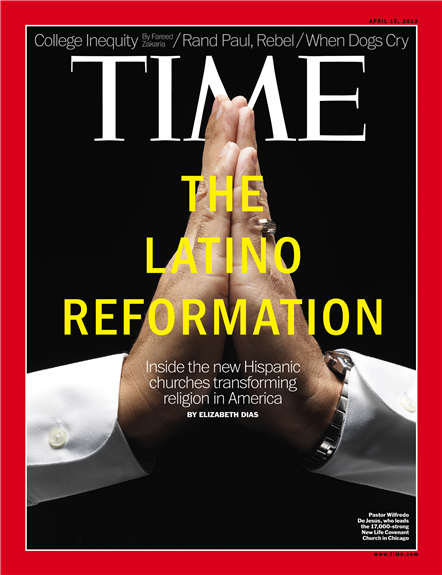 APRIL 15, 2013
College Inequity By Fareed Zakaria / Rand Paul, Rebel / When Dogs Cry
TIME
THE
LATINO
REFORMATION
Inside the new Hispanic
churches transforming
religion in America
BY ELIZABETH DIAS
Pastor Wilfredo
De Jesús, who leads
the 17,000-strong
New Life Covenant
Church in Chicago
www.time.com